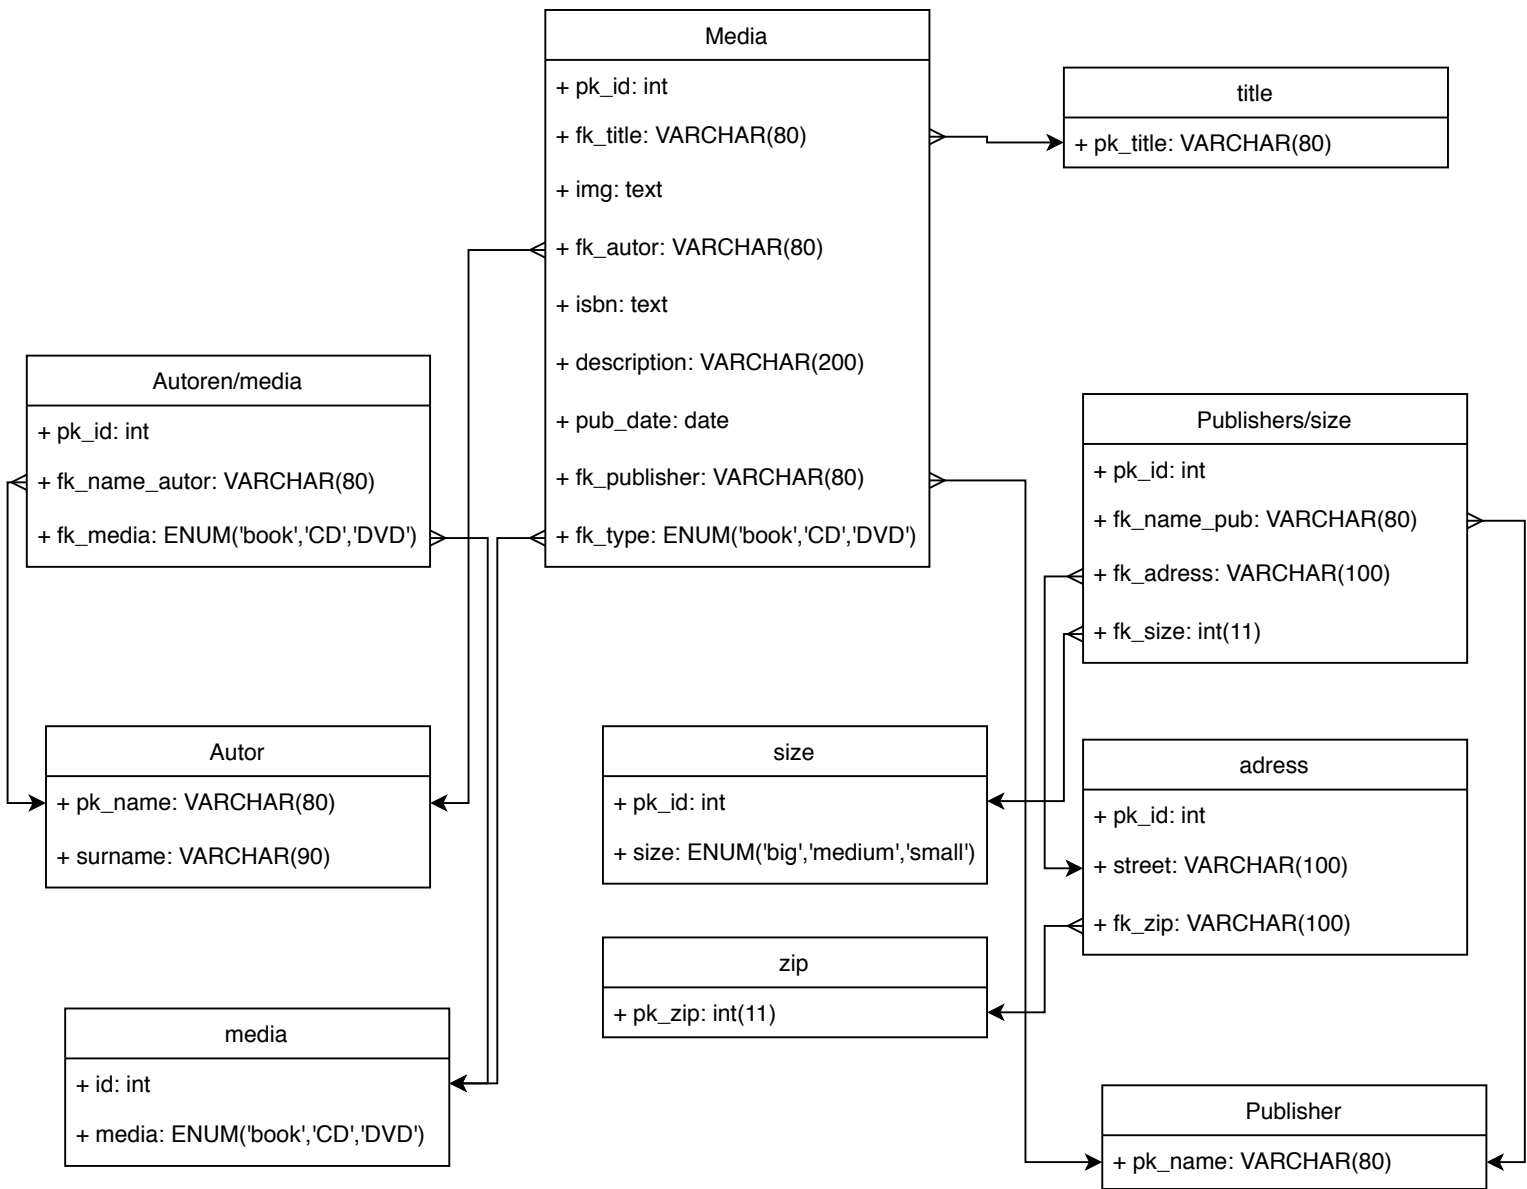 Media
+ pk_id: int
+ fk_title: VARCHAR(80)
+ img: text
+ fk_autor: VARCHAR(80)
+ isbn: text
+ description: VARCHAR(200)
+ pub_date: date
+ fk_publisher: VARCHAR(80)
+ fk_type: ENUM('book','CD','DVD')
title
+ pk_title: VARCHAR(80)
Autoren/media
+ pk_id: int
+ fk_name_autor: VARCHAR(80)
+ fk_media: ENUM('book','CD','DVD')
Publishers/size
+ pk_id: int
+ fk_name_pub: VARCHAR(80)
+ fk_adress: VARCHAR(100)
+ fk_size: int(11)
Autor
+ pk_name: VARCHAR(80)
+ surname: VARCHAR(90)
size
+ pk_id: int
+ size: ENUM('big','medium','small')
adress
+ pk_id: int
+ street: VARCHAR(100)
+ fk_zip: VARCHAR(100)
zip
+ pk_zip: int(11)
media
+ id: int
+ media: ENUM('book','CD','DVD')
Publisher
+ pk_name: VARCHAR(80)